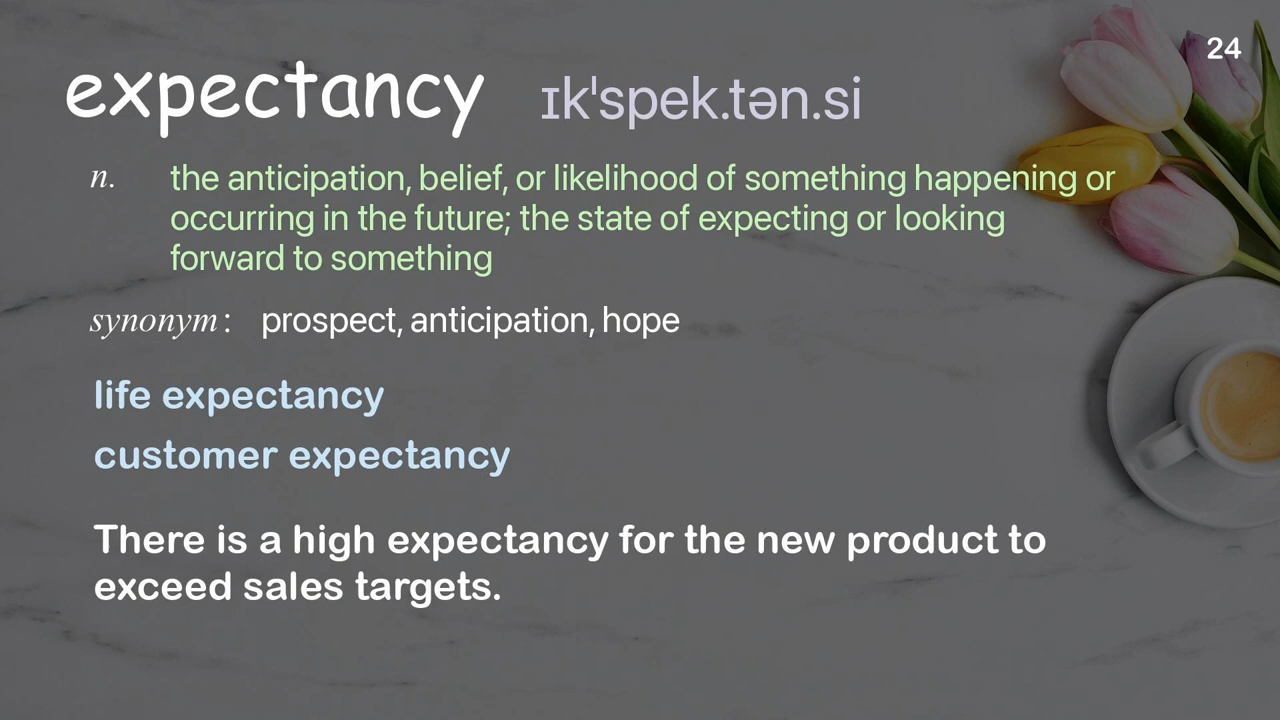 24
expectancy ɪkˈspek.tən.si
n. the anticipation, belief, or likelihood of something happening or
occurring in the future; the state of expecting or looking
forward to something
synonym: prospect, anticipation, hope
life expectancy
customer expectancy
There is a high expectancy for the new product to
exceed sales targets.